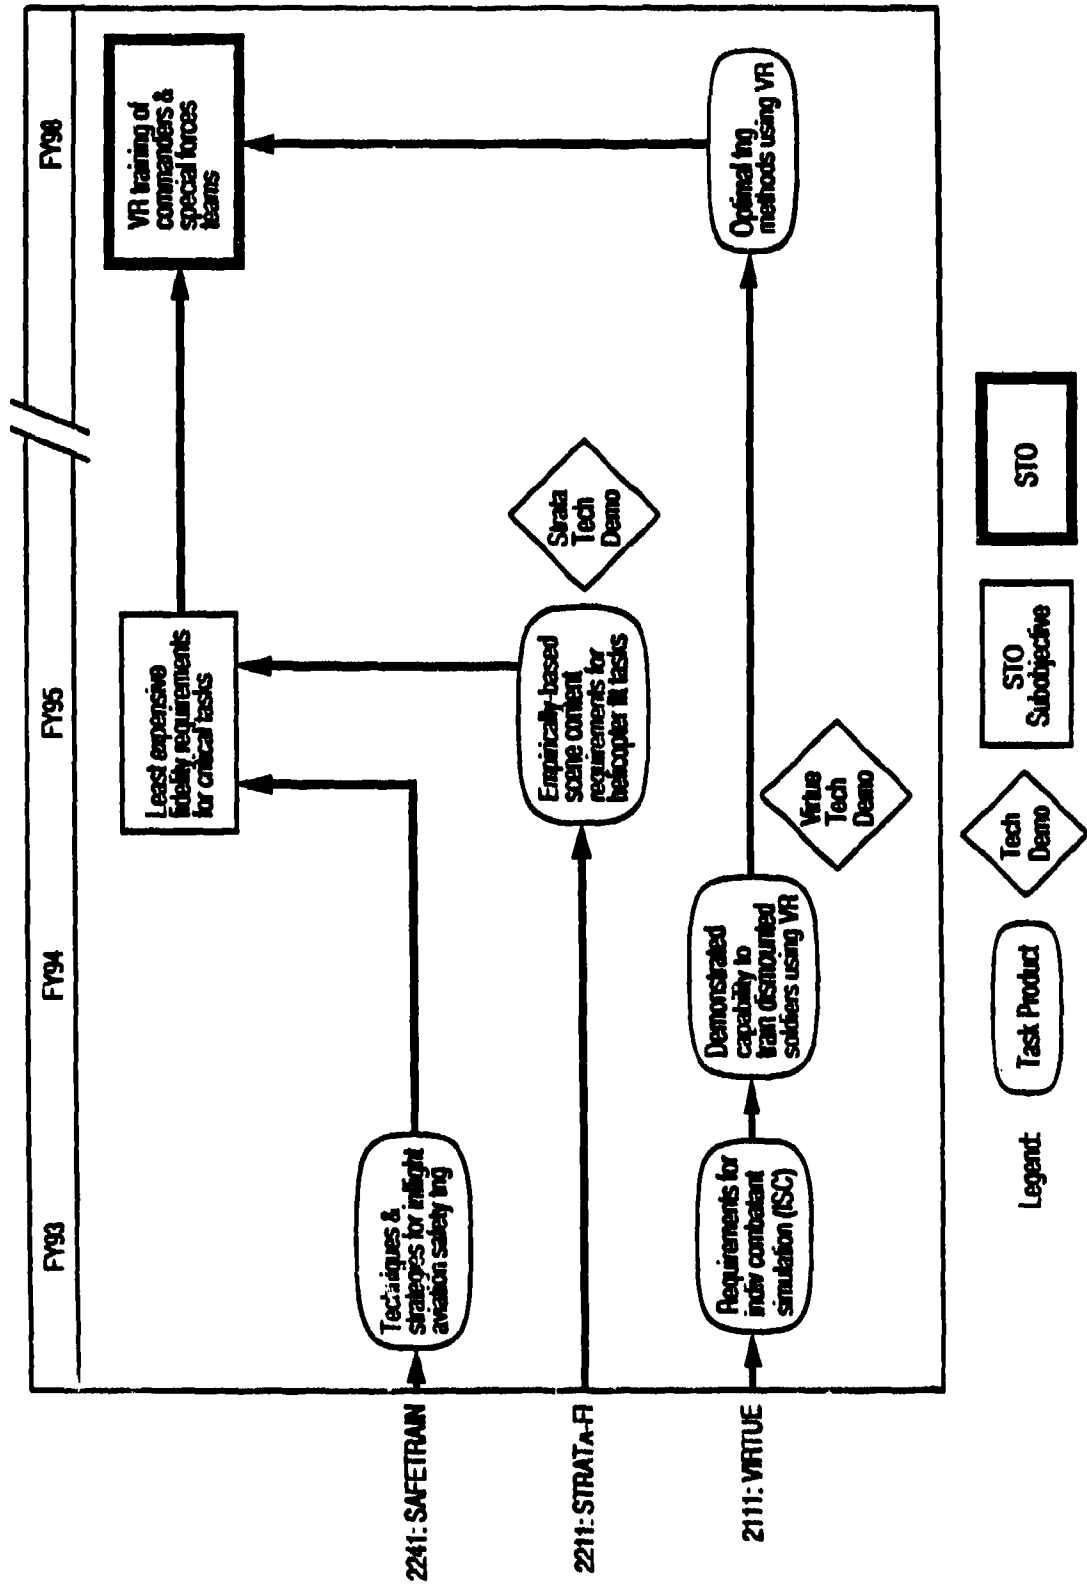 FY93
FY94
FY95
FY98
2241: SAFETRAIN
Techniques &
strategies for inflight
aviation safety tng
Least expensive
fidelity requirements
for critical tasks
VR training of
commanders &
special forces
teams
2211: STRATA-FI
Empirically-based
scene content
requirements for
helicopter flt tasks
Strata
Tech
Demo
2111: VIRTUE
Requirements for
indiv combatant
simulation (ISC)
Demonstrated
capability to
train dismounted
soldiers using VR
Virtue
Tech
Demo
Optimal tng
methods using VR
Legend:
Task Product
Tech
Demo
STO
Subobjective
STO